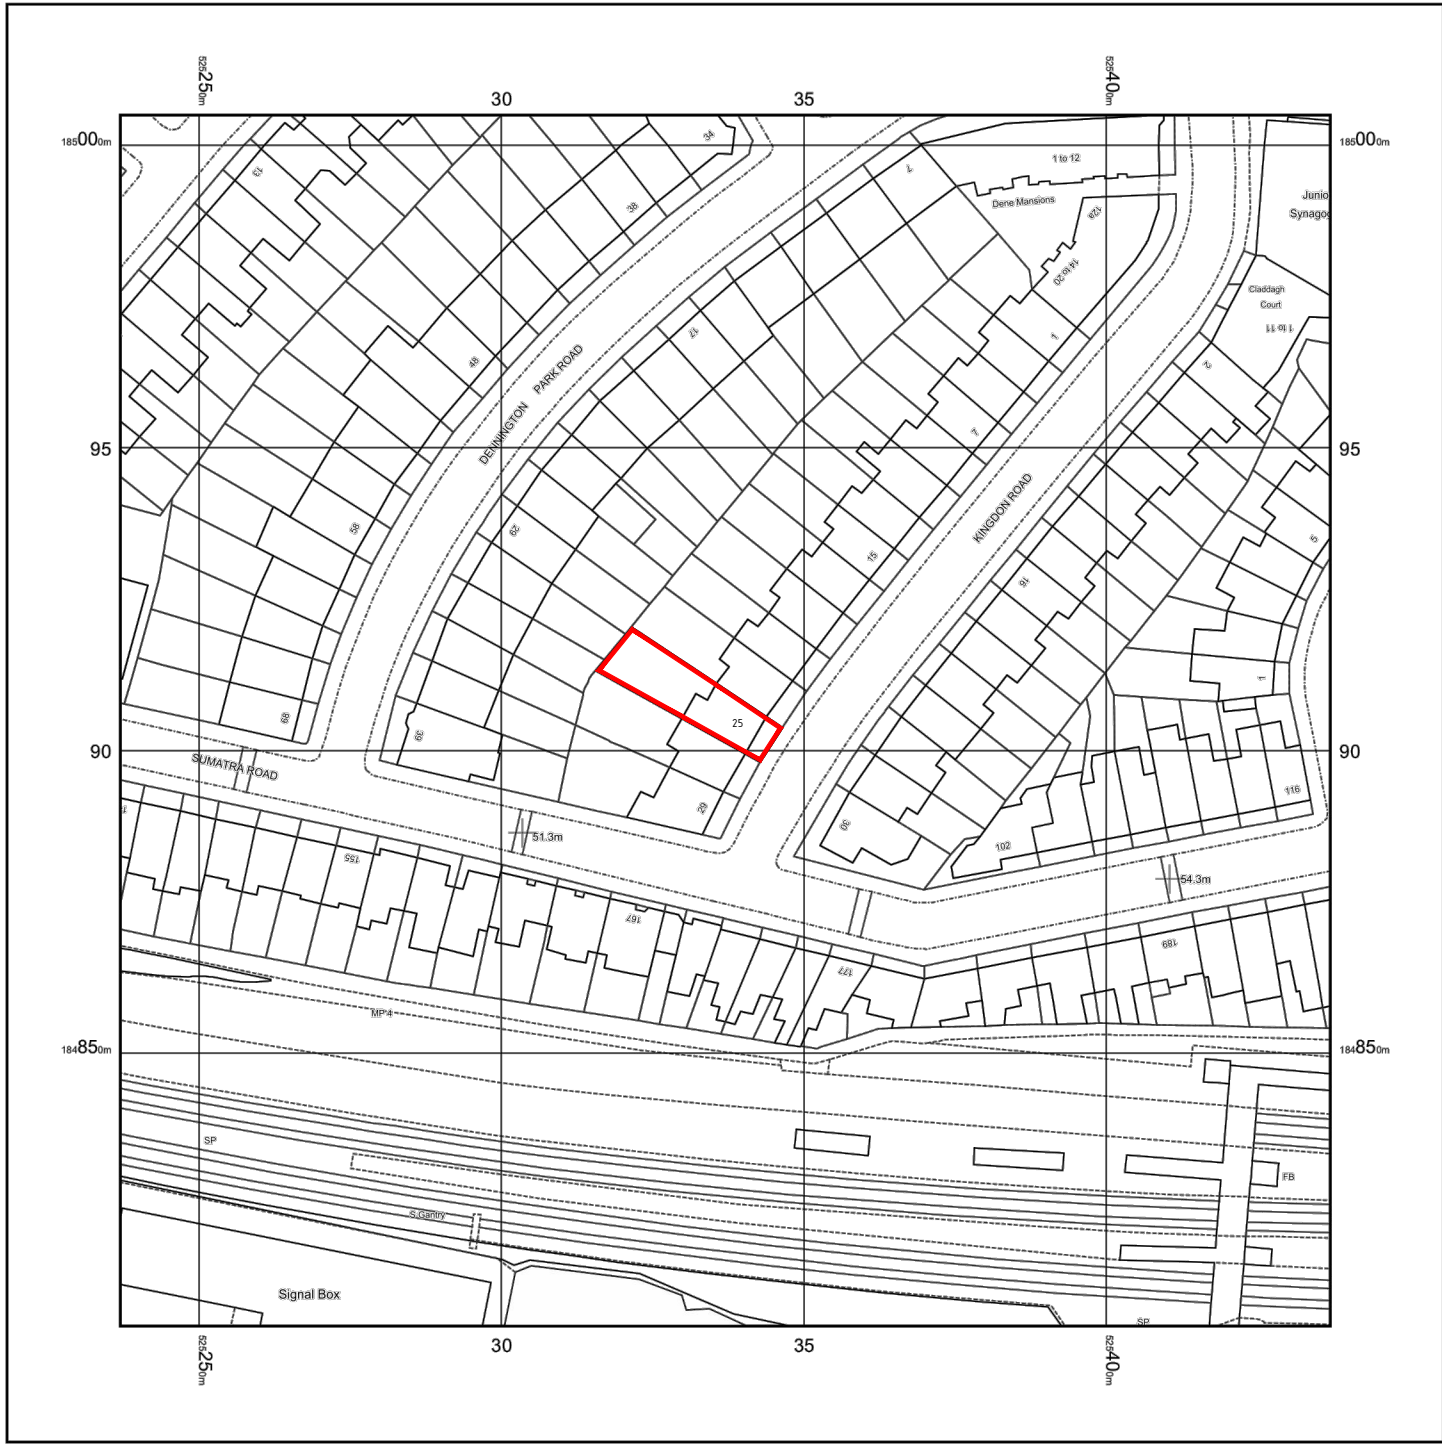 525250m
30
35
525400m
185000m
185000m
34
7
1 to 12
13
Junio
Synagog
38
Dene Mansions
12a
14 to 20
Claddagh
Court
1 to 11
17
1
48
PARK ROAD
2
DENNINGTON
7
95
95
KINGDON ROAD
58
29
5
15
16
1
68
25
39
90
90
SUMATRA ROAD
116
29
30
51.3m
102
155
54.3m
167
189
177
MP 4
184850m
184850m
SP
FB
S Gantry
Signal Box
SP
525250m
30
35
525400m